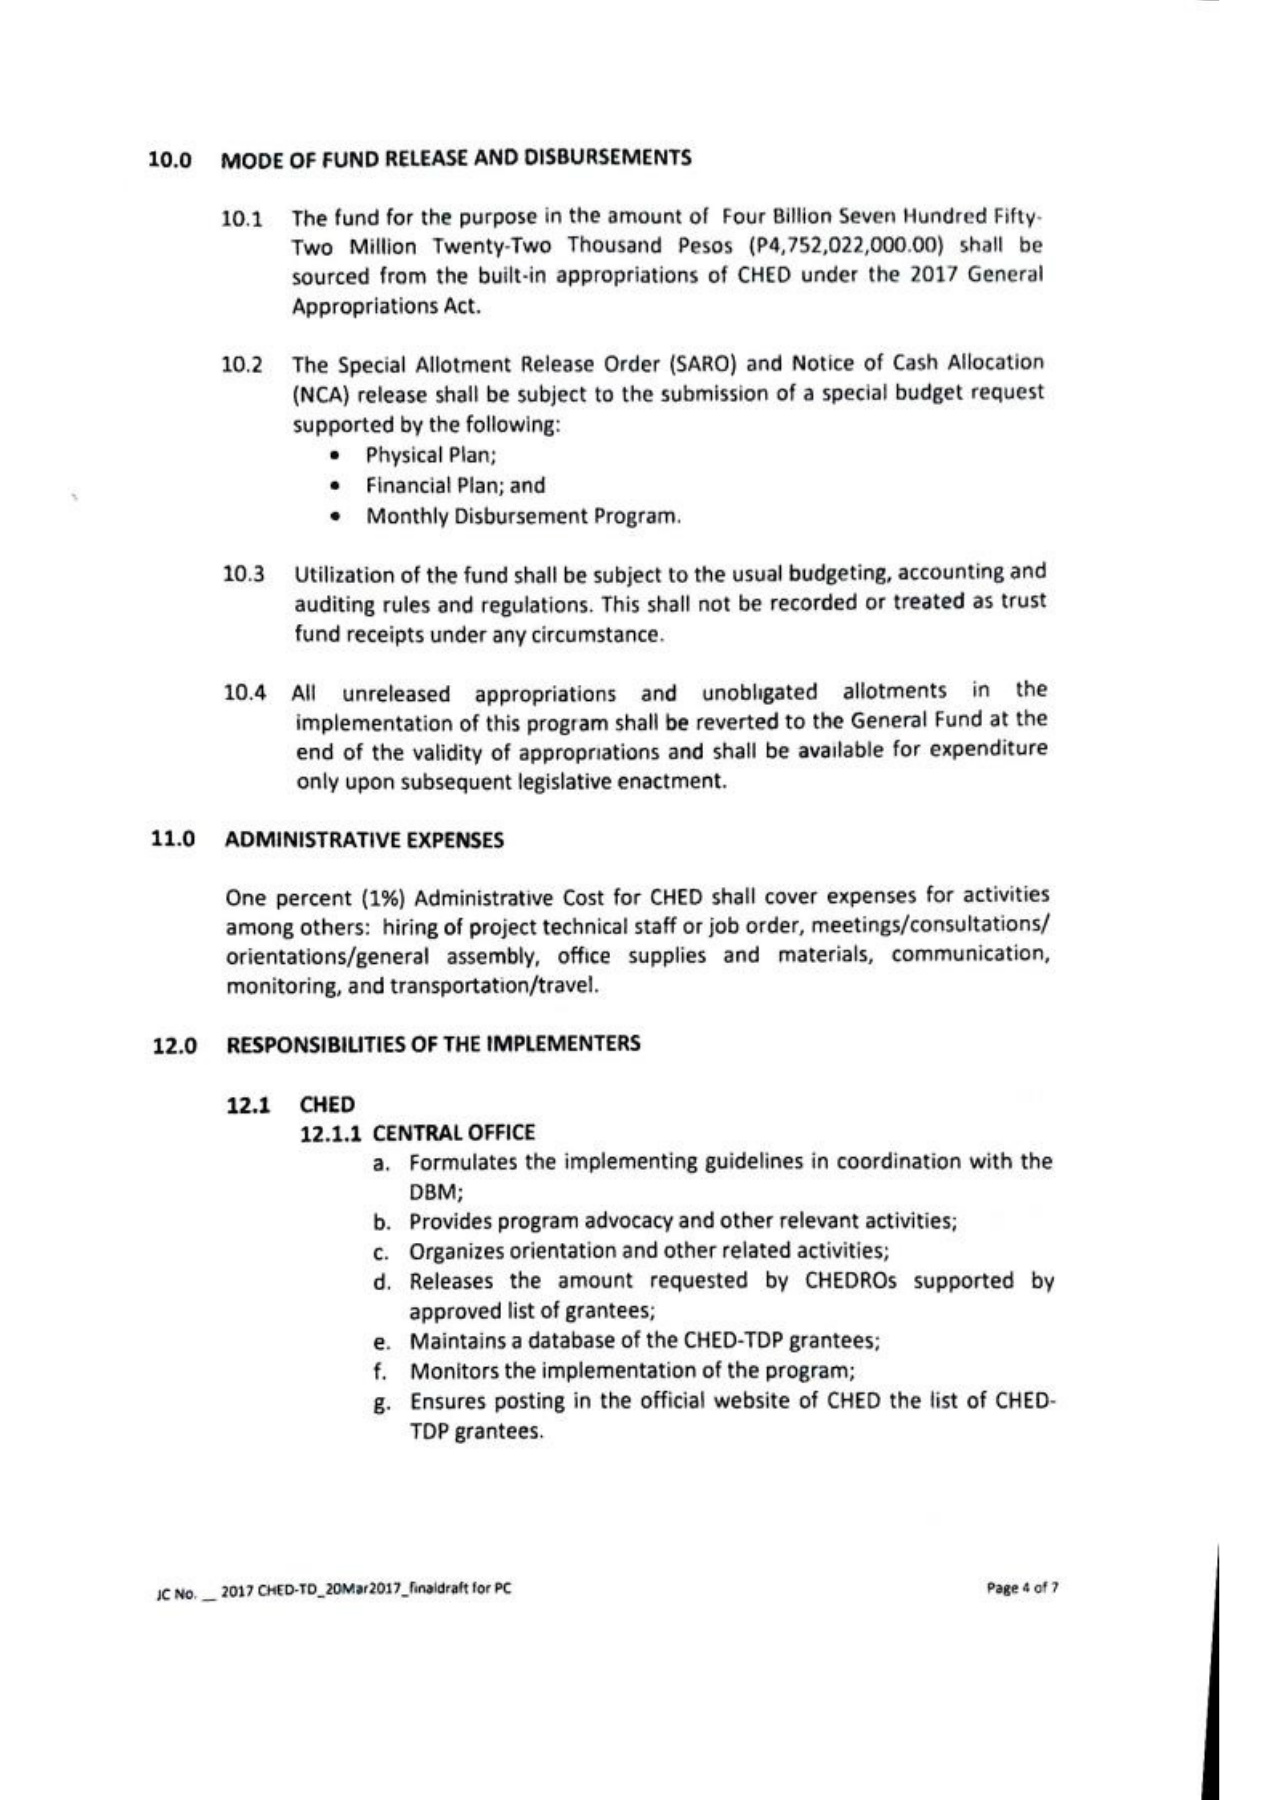 10.0 MODE OF FUND RELEASE AND DISBURSEMENTS
10.1 The fund for the purpose in the amount of Four Billion Seven Hundred Fifty-
Two Million Twenty-Two Thousand Pesos (P4,752,022,000.00) shall be
sourced from the built-in appropriations of CHED under the 2017 General
Appropriations Act.
10.2 The Special Allotment Release Order (SARO) and Notice of Cash Allocation
(NCA) release shall be subject to the submission of a special budget request
supported by the following:
• Physical Plan;
• Financial Plan; and
• Monthly Disbursement Program.
10.3 Utilization of the fund shall be subject to the usual budgeting, accounting and
auditing rules and regulations. This shall not be recorded or treated as trust
fund receipts under any circumstance.
10.4 All unreleased appropriations and unobligated allotments in the
implementation of this program shall be reverted to the General Fund at the
end of the validity of appropriations and shall be available for expenditure
only upon subsequent legislative enactment.
11.0 ADMINISTRATIVE EXPENSES
One percent (1%) Administrative Cost for CHED shall cover expenses for activities
among others: hiring of project technical staff or job order, meetings/consultations/
orientations/general assembly, office supplies and materials, communication,
monitoring, and transportation/travel.
12.0 RESPONSIBILITIES OF THE IMPLEMENTERS
12.1 CHED
12.1.1 CENTRAL OFFICE
a. Formulates the implementing guidelines in coordination with the
DBM;
b. Provides program advocacy and other relevant activities;
c. Organizes orientation and other related activities;
d. Releases the amount requested by CHEDROs supported by
approved list of grantees;
e. Maintains a database of the CHED-TDP grantees;
f. Monitors the implementation of the program;
g. Ensures posting in the official website of CHED the list of CHED-
TDP grantees.
JC No. _ 2017 CHED-TD_20Mar2017_finaldraft for PC Page 4 of 7